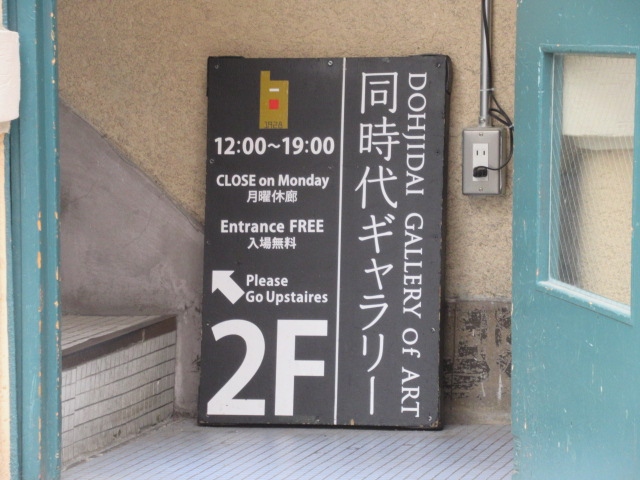 12:00~19:00
CLOSE on Monday
月曜休廊
Entrance FREE
入場無料
Please
Go Upstaires
2F
同時代ギャラリー
DOHJIDAI GALLERY of ART